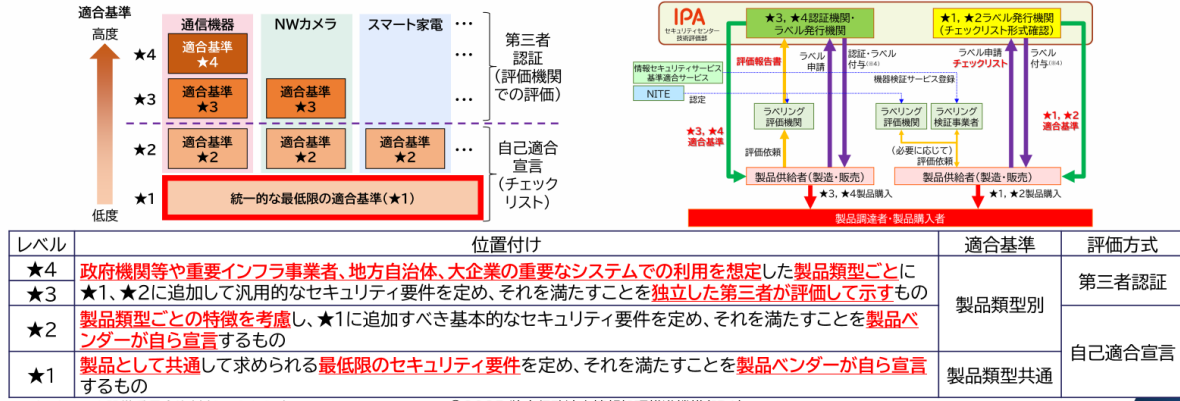 適合基準
高度
低度
通信機器
NWカメラ
スマート家電
…
★4
適合基準
★4
…
★3
適合基準
★3
適合基準
★3
…
★2
適合基準
★2
適合基準
★2
適合基準
★2
…
★1
統一的な最低限の適合基準(★1)
第三者
認証
(評価機関
での評価)
自己適合
宣言
(チェック
リスト)
IPA
セキュリティセンター
技術評価部
★3、★4認証機関・
ラベル発行機関
★1、★2ラベル発行機関
(チェックリスト形式確認)
情報セキュリティサービス
基準適合サービス
NITE
認定
評価報告書
ラベル
申請
認証・ラベル
付与(※4)
機器検証サービス登録
ラベル申請
チェックリスト
ラベル
付与(※4)
ラベリング
評価機関
ラベリング
評価機関
ラベリング
検証事業者
★3、★4
適合基準
評価依頼
(必要に応じて)
評価依頼
★1、★2
適合基準
製品供給者(製造・販売)
製品供給者(製造・販売)
★3、★4製品購入
★1、★2製品購入
製品調達者・製品購入者
レベル
位置付け
適合基準
評価方式
★4
★3
政府機関等や重要インフラ事業者、地方自治体、大企業の重要なシステムでの利用を想定した製品類型ごとに
★1、★2に追加して汎用的なセキュリティ要件を定め、それを満たすことを独立した第三者が評価して示すもの
製品類型別
第三者認証
★2
製品類型ごとの特徴を考慮し、★1に追加すべき基本的なセキュリティ要件を定め、それを満たすことを製品ベ
ンダーが自ら宣言するもの
自己適合宣言
★1
製品として共通して求められる最低限のセキュリティ要件を定め、それを満たすことを製品ベンダーが自ら宣言
するもの
製品類型共通